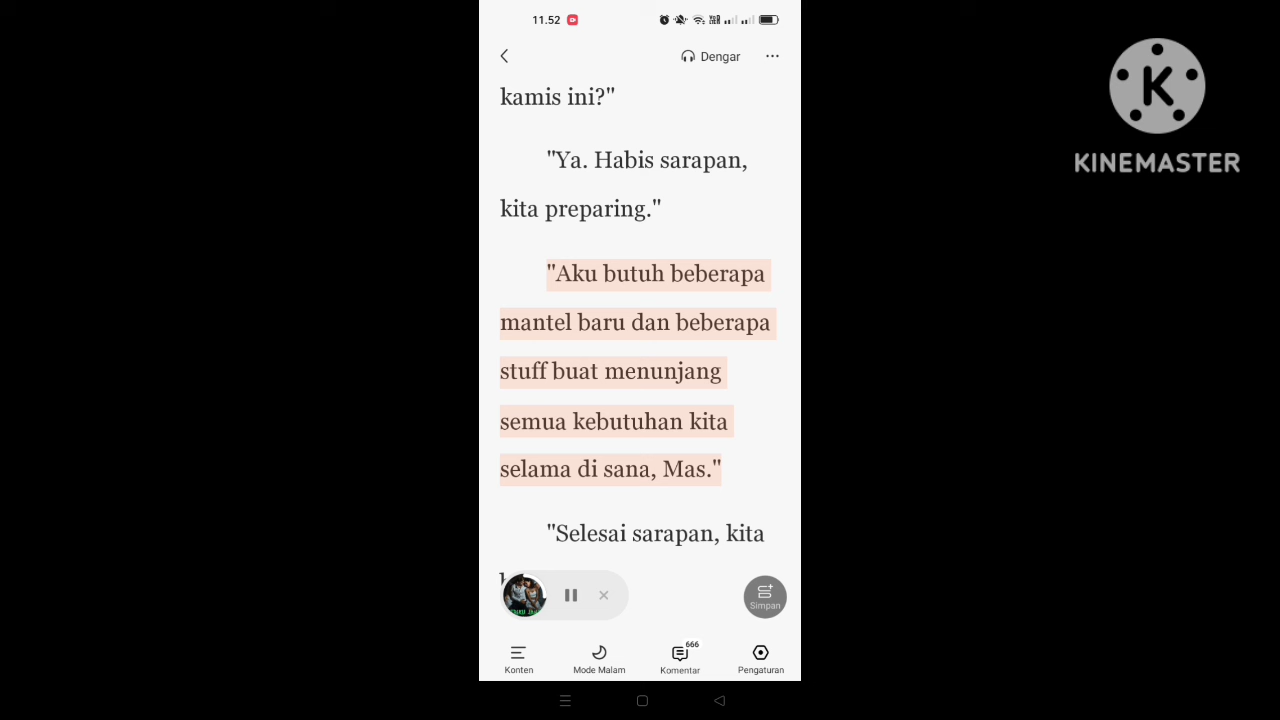 11.52
Dengar
kamis ini?"
"Ya. Habis sarapan,
kita preparing."
"Aku butuh beberapa
mantel baru dan beberapa
stuff buat menunjang
semua kebutuhan kita
selama di sana, Mas."
"Selesai sarapan, kita
Simpan
666
Konten
Mode Malam
Komentar
Pengaturan
K
KINEMASTER